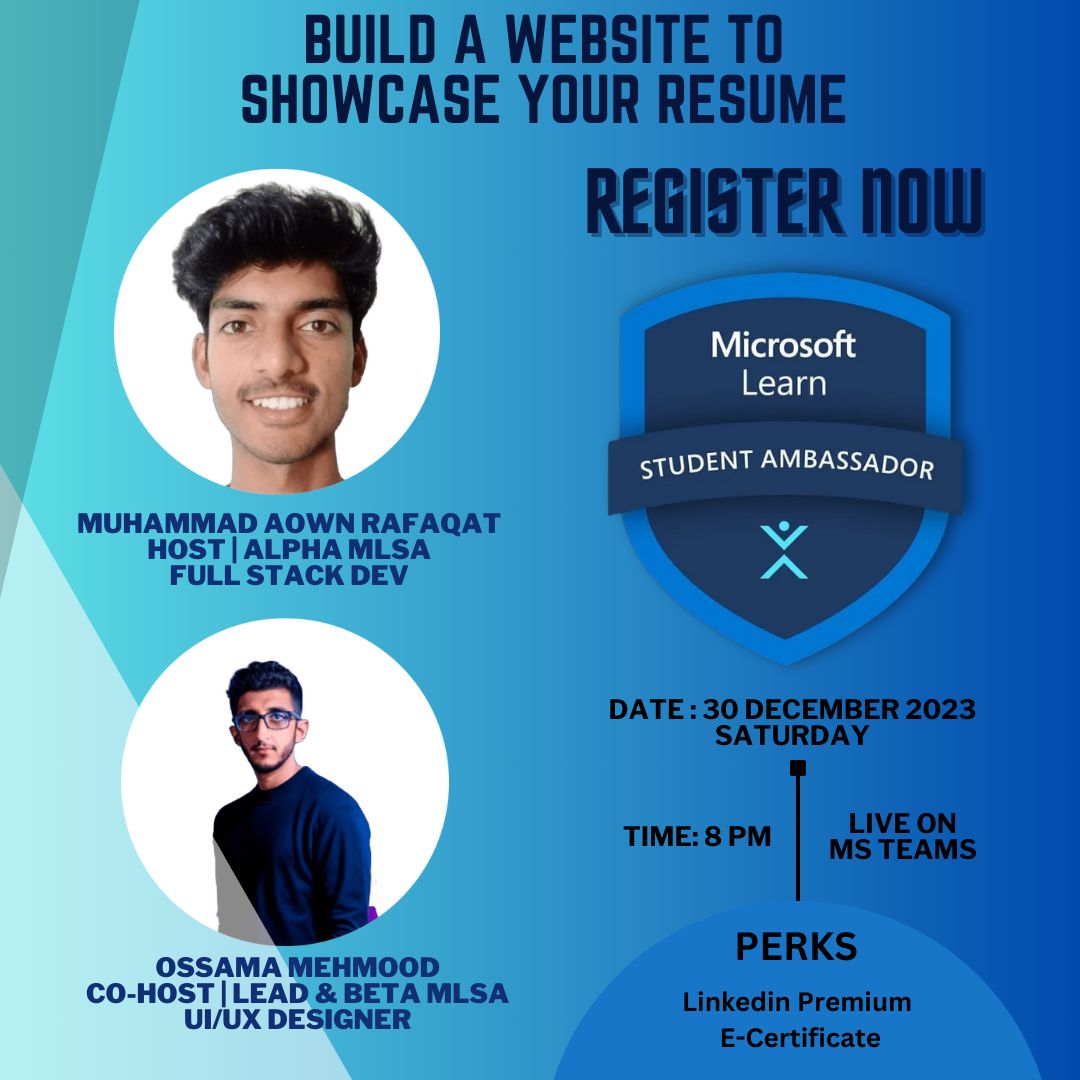 BUILD A WEBSITE TO
SHOWCASE YOUR RESUME
REGISTER NOW
Microsoft
Learn
STUDENT AMBASSADOR
MUHAMMAD AOWN RAFAQAT
HOST | ALPHA MLSA
FULL STACK DEV
OSSAMA MEHMOOD
CO-HOST | LEAD & BETA MLSA
UI/UX DESIGNER
DATE : 30 DECEMBER 2023
SATURDAY
TIME: 8 PM
LIVE ON
MS TEAMS
PERKS
Linkedin Premium
E-Certificate